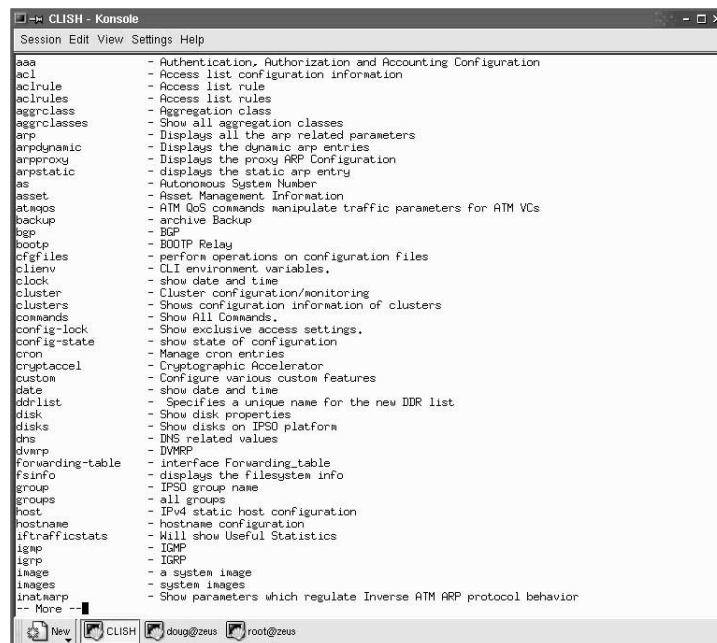 CLISH - Konsole
Session Edit View Settings Help
aaa - Authentication, Authorization and Accounting Configuration
acl - Access list configuration information
aclrule - Access list rule
aclrules - Access list rules
aggrclass - Aggregation class
aggrclasses - Show all aggregation classes
arp - Displays all the arp related parameters
arpdynamic - Displays the dynamic arp entries
arpproxy - Displays the proxy ARP Configuration
arpstatic - displays the static arp entry
as - Autonomous System Number
asset - Asset Management Information
atmqos - ATM QoS commands manipulate traffic parameters for ATM VCs
backup - archive Backup
bgp - BGP
bootp - BOOTP Relay
cfgfiles - perform operations on configuration files
clienv - CLI environment variables.
clock - show date and time
cluster - Cluster configuration/monitoring
clusters - Shows configuration information of clusters
commands - Show All Commands.
config-lock - Show exclusive access settings.
config-state - show state of configuration
cron - Manage cron entries
cryptaccel - Cryptographic Accelerator
custom - Configure various custom features
date - show date and time
ddrlist - Specifies a unique name for the new DDR list
disk - Show disk properties
disks - Show disks on IPSO platform
dns - DNS related values
dvmrp - DVMRP
forwarding-table - interface Forwarding_table
fsinfo - displays the filesystem info
group - IPSO group name
groups - all groups
host - IPv4 static host configuration
hostname - hostname configuration
iftrafficstats - Will show Useful Statistics
igmp - IGMP
igrp - IGRP
image - a system image
images - system images
inatmarp - Show parameters which regulate Inverse ATM ARP protocol behavior
-- More --
New CLISH doug@zeus root@zeus